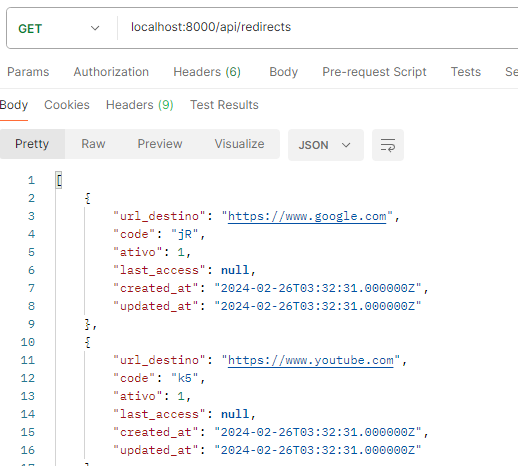 GET localhost:8000/api/redirects
Params Authorization Headers (6) Body Pre-request Script Tests Se
Body Cookies Headers (9) Test Results
Pretty Raw Preview Visualize JSON
1 [
2 {
3 "url_destino": "https://www.google.com",
4 "code": "jR",
5 "ativo": 1,
6 "last_access": null,
7 "created_at": "2024-02-26T03:32:31.000000Z",
8 "updated_at": "2024-02-26T03:32:31.000000Z"
9 },
10 {
11 "url_destino": "https://www.youtube.com",
12 "code": "k5",
13 "ativo": 1,
14 "last_access": null,
15 "created_at": "2024-02-26T03:32:31.000000Z",
16 "updated_at": "2024-02-26T03:32:31.000000Z"